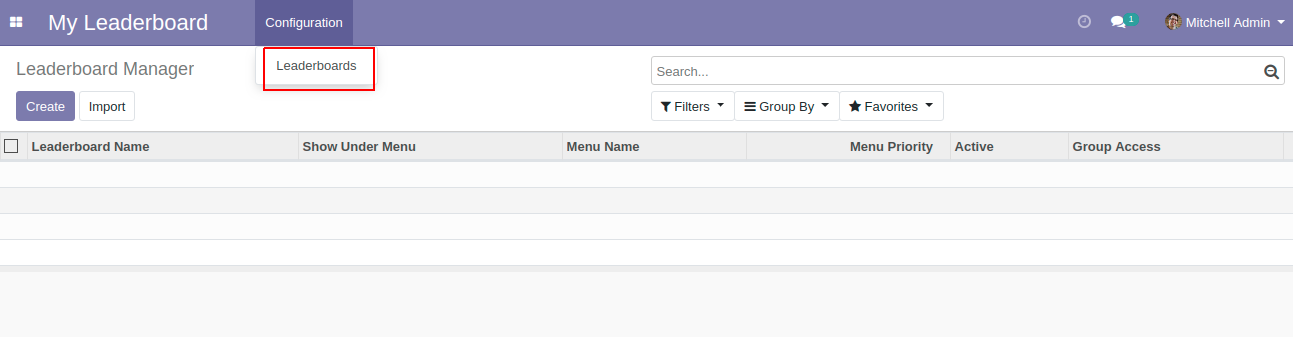 My Leaderboard Configuration 1 Mitchell Admin
Leaderboards
Leaderboard Manager
Search...
Create Import Filters Group By Favorites
Leaderboard Name Show Under Menu Menu Name Menu Priority Active Group Access